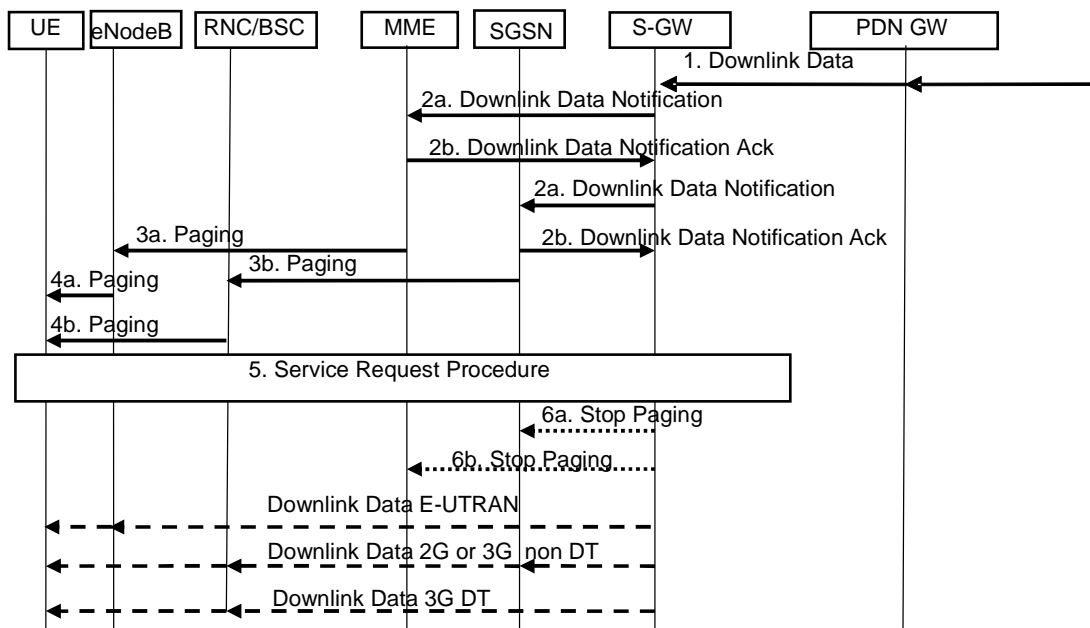 UE
eNodeB
RNC/BSC
MME
SGSN
S-GW
PDN GW
1. Downlink Data
2a. Downlink Data Notification
2b. Downlink Data Notification Ack
2a. Downlink Data Notification
3a. Paging
2b. Downlink Data Notification Ack
3b. Paging
4a. Paging
4b. Paging
5. Service Request Procedure
6a. Stop Paging
6b. Stop Paging
Downlink Data E-UTRAN
Downlink Data 2G or 3G non DT
Downlink Data 3G DT